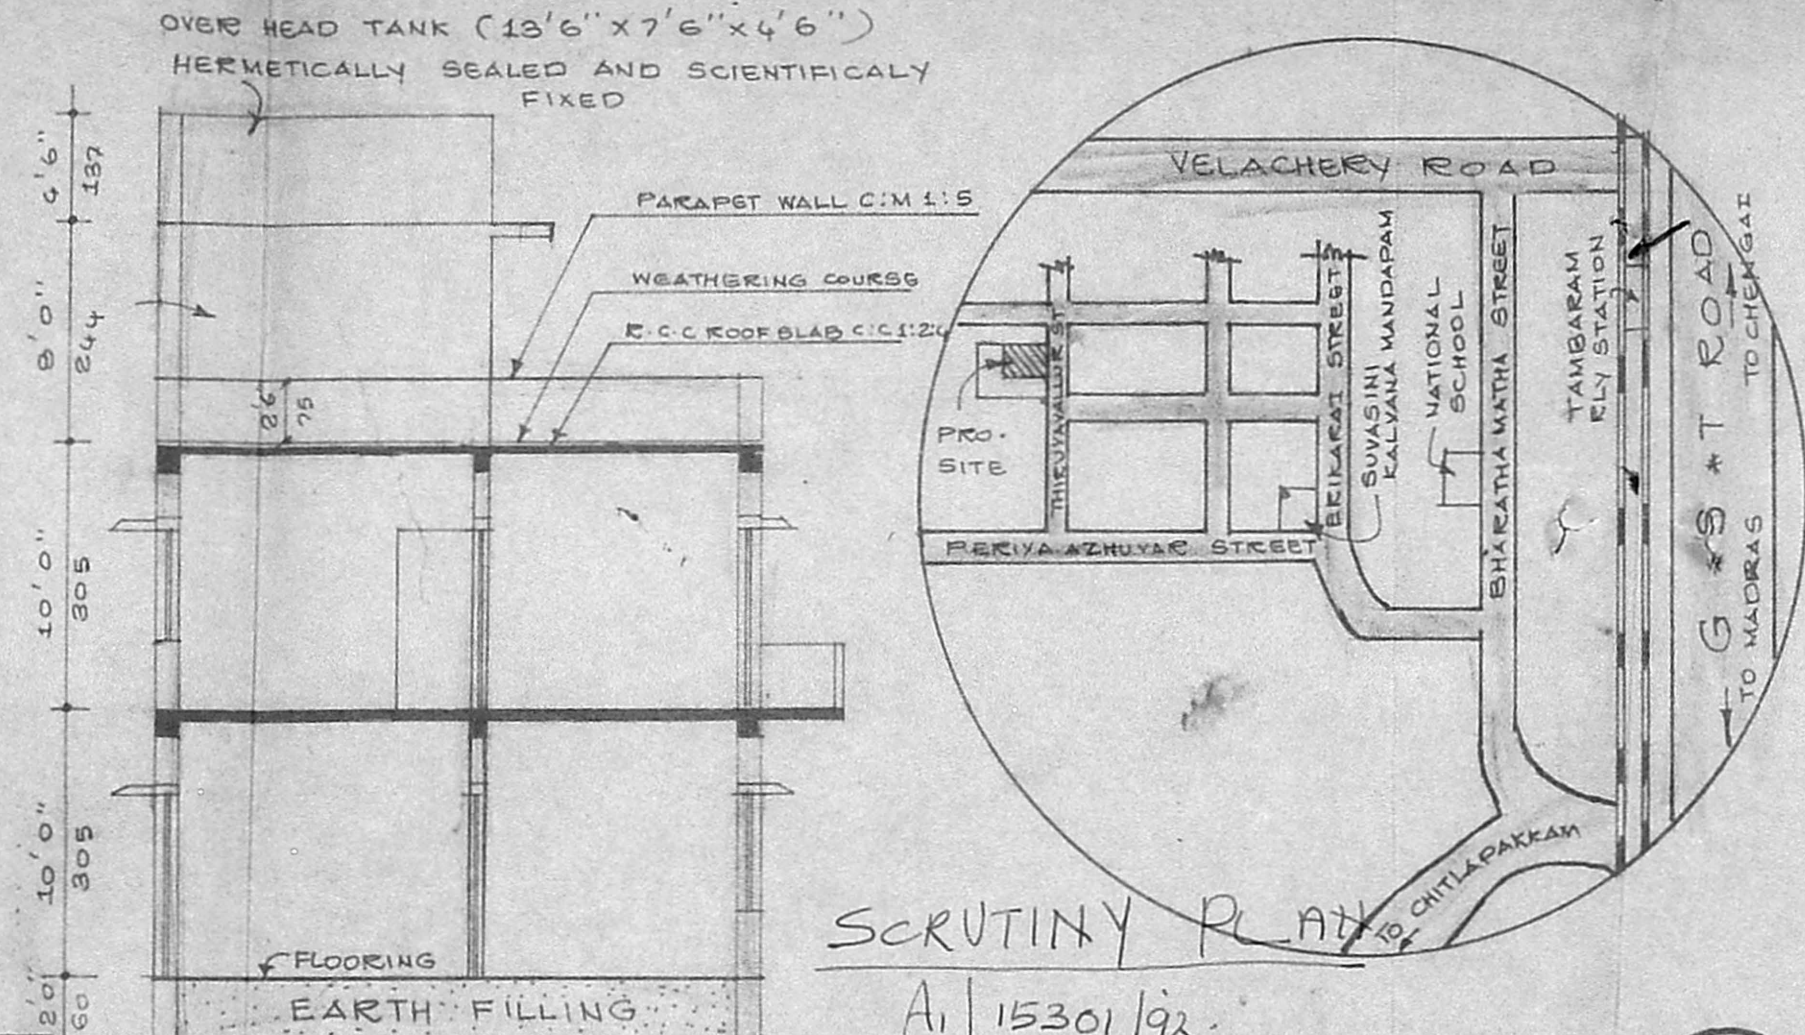 OVER HEAD TANK (13'6"X7'6"X4'6")
HERMETICALLY SEALED AND SCIENTIFICALY
FIXED
4'6"
137
8'0"
244
10'0"
305
10'0"
305
2'0"
60
2'6"
75
PARAPET WALL C:M 1:5
WEATHERING COURSE
R.C.C ROOF SLAB C:C 1:2:4
FLOORING
EARTH FILLING
VELACHERY ROAD
THIRUVALLUR ST
PRO.
SITE
PERIYA AZHUVAR STREET
ERIKARAI STREET
SUVASINI
KALYANA MANDAPAM
NATIONAL
SCHOOL
BHARATHA MATHA STREET
TAMBARAM
RLY STATION
G*S*T ROAD
TO CHENGAI
TO MADRAS
TO CHITLAPAKKAM
SCRUTINY PLAN
A1/15301/92.